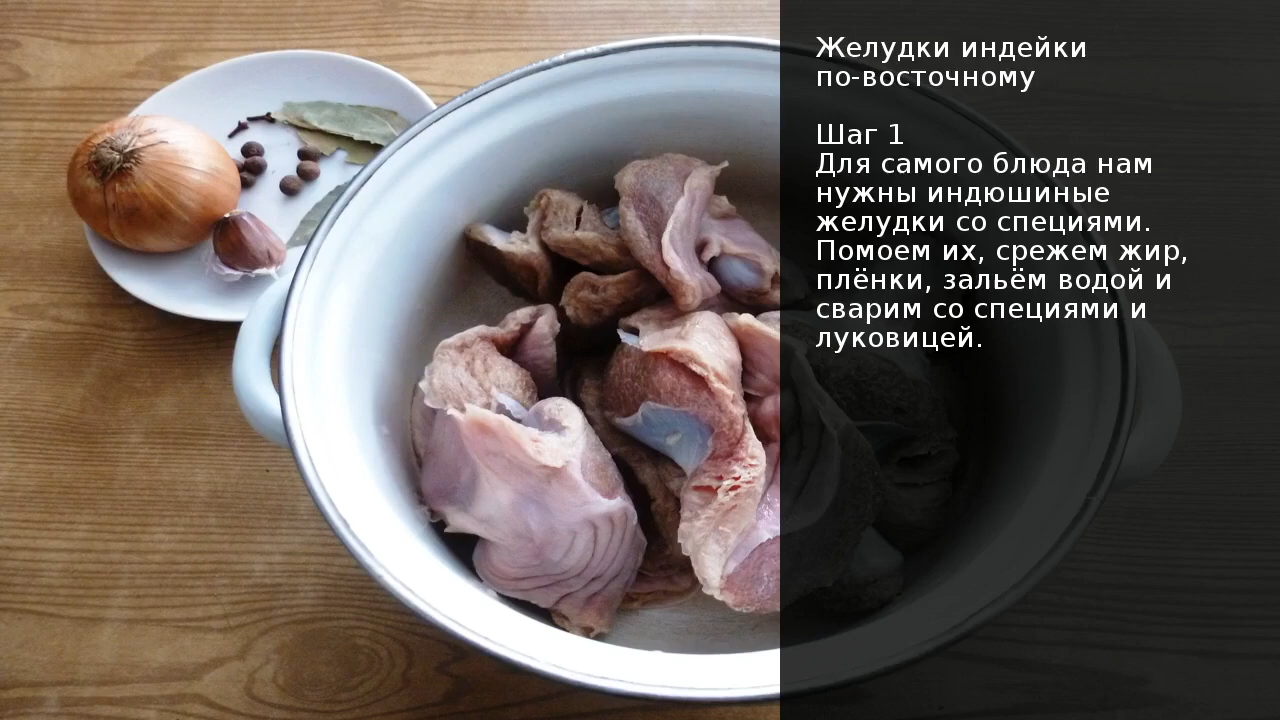 Желудки индейки
по-восточному
Шаг 1
Для самого блюда нам
нужны индюшиные
желудки со специями.
Помоем их, срежем жир,
плёнки, зальём водой и
сварим со специями и
луковицей.